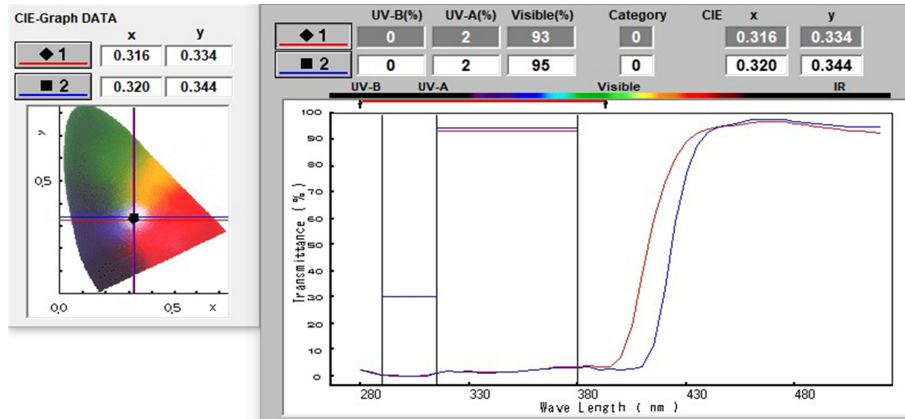 CIE-Graph DATA
x y
1 0.316 0.334
2 0.320 0.344
y
0,5
0,0 0,5 x
UV-B(%) UV-A(%) Visible(%) Category CIE x y
1 0 2 93 0 0.316 0.334
2 0 2 95 0 0.320 0.344
UV-B UV-A Visible IR
Transmittance (%)
100
90
80
70
60
50
40
30
20
10
0
280 330 380 430 480
Wave Length ( nm )